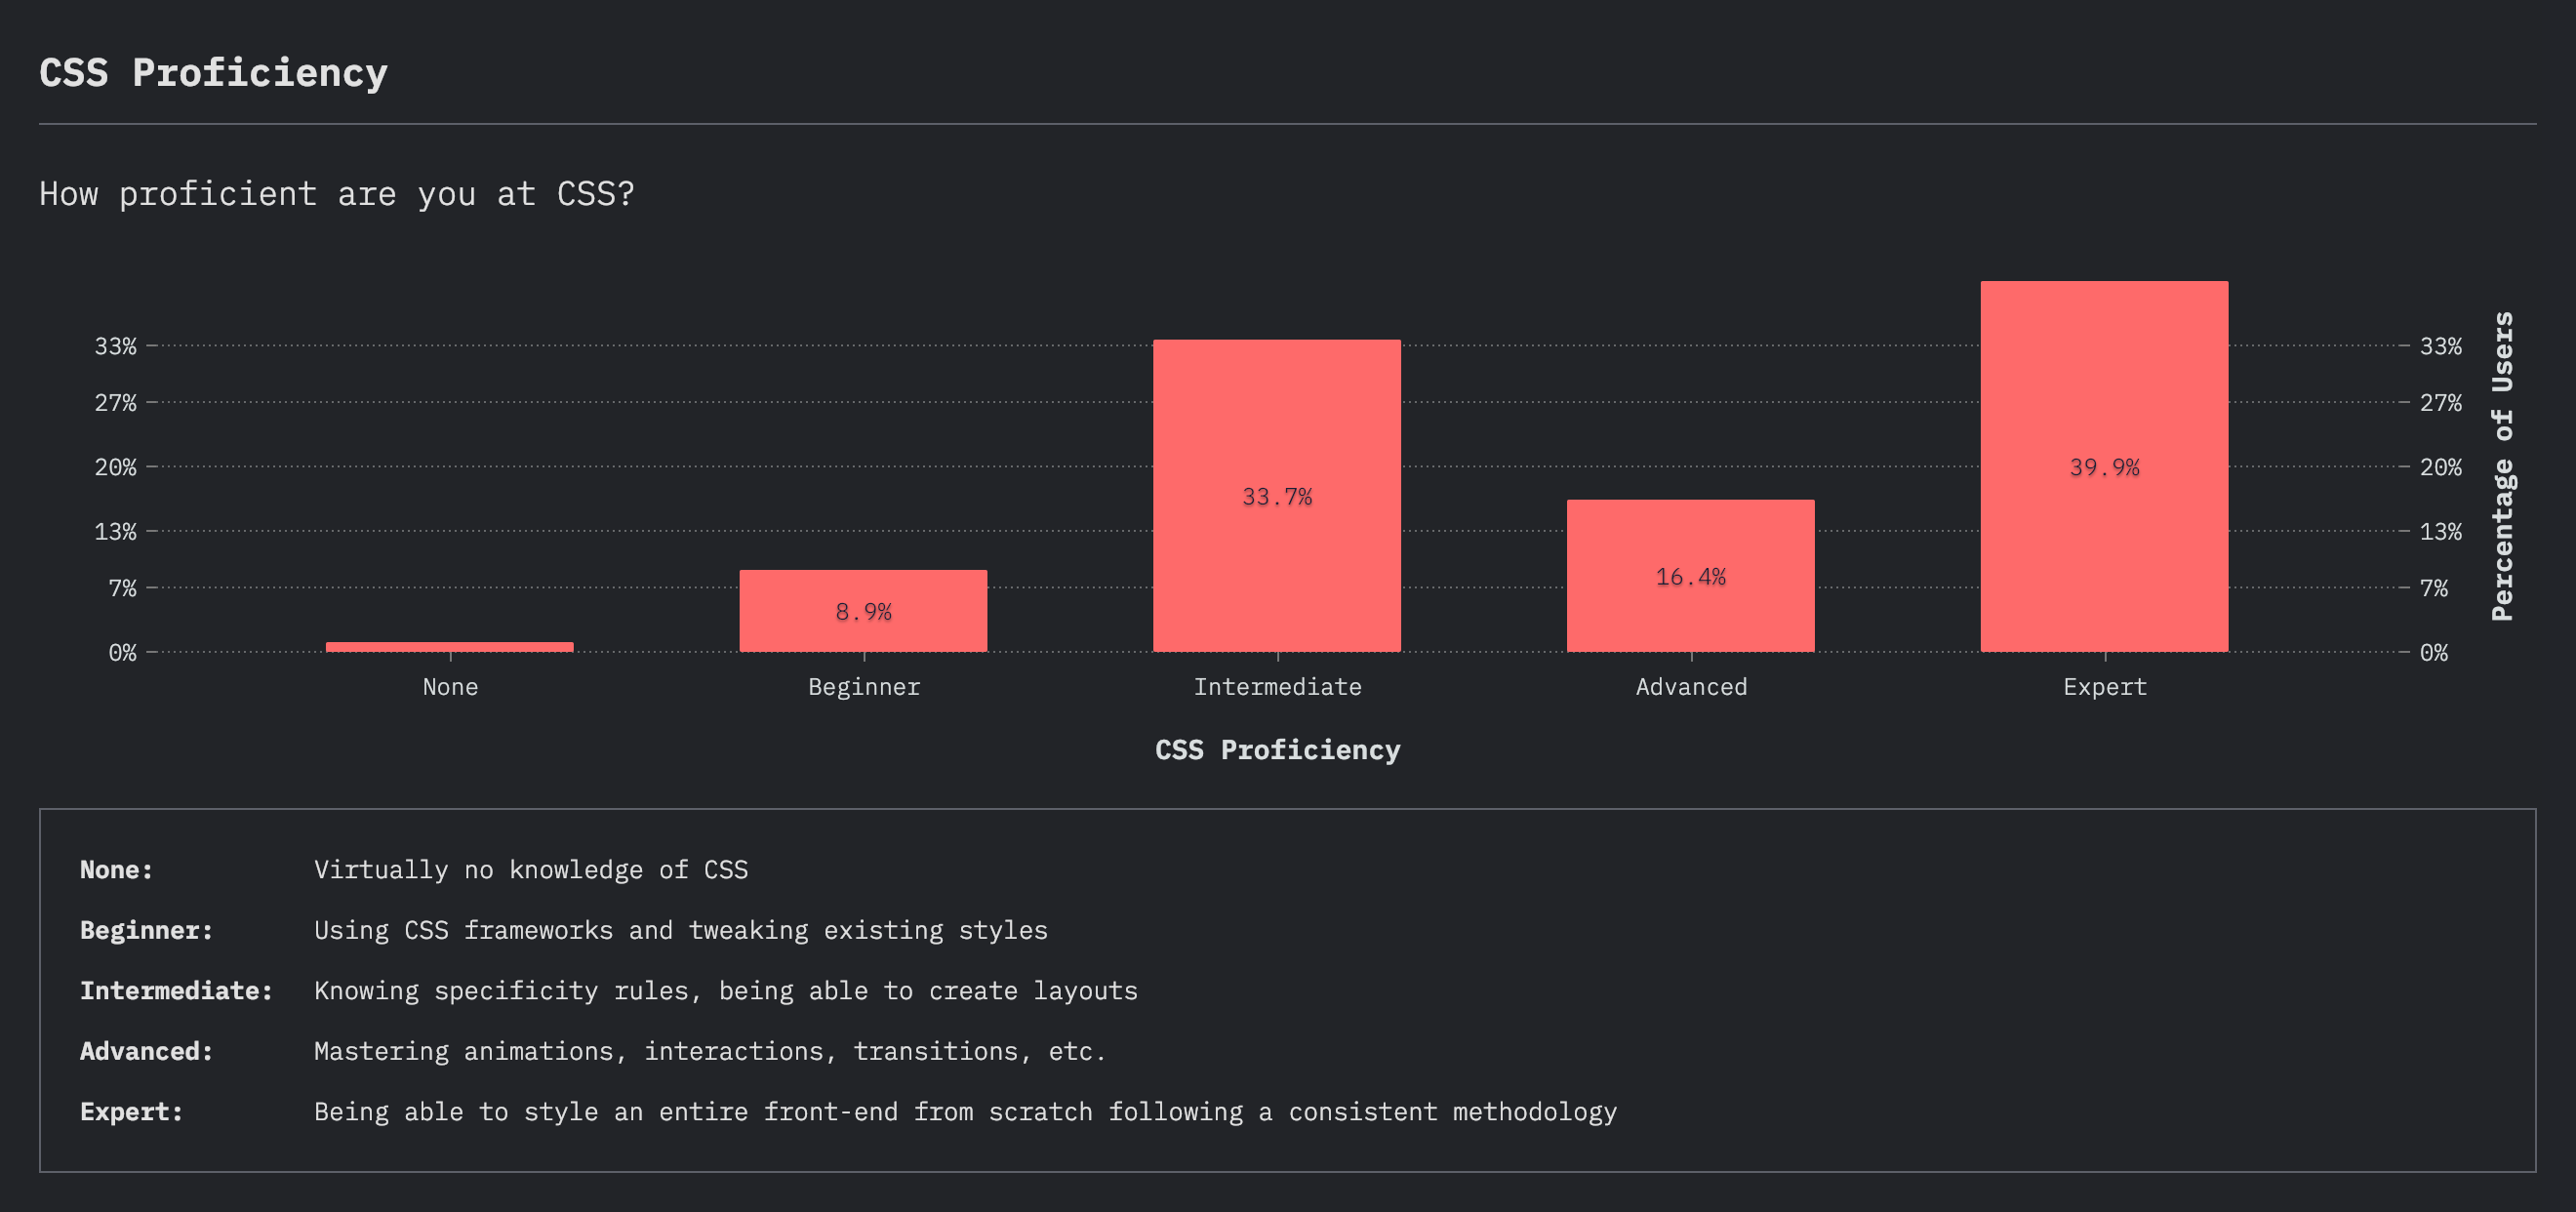 CSS Proficiency
How proficient are you at CSS?
33%
27%
20%
13%
7%
0%
8.9%
33.7%
16.4%
39.9%
33%
27%
20%
13%
7%
0%
Percentage of Users
None
Beginner
Intermediate
Advanced
Expert
CSS Proficiency
None: Virtually no knowledge of CSS
Beginner: Using CSS frameworks and tweaking existing styles
Intermediate: Knowing specificity rules, being able to create layouts
Advanced: Mastering animations, interactions, transitions, etc.
Expert: Being able to style an entire front-end from scratch following a consistent methodology